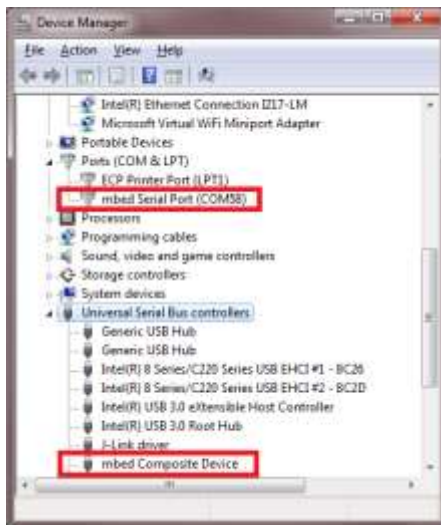 Device Manager
File Action View Help
Intel(R) Ethernet Connection I217-LM
Microsoft Virtual WiFi Miniport Adapter
Portable Devices
Ports (COM & LPT)
ECP Printer Port (LPT1)
mbed Serial Port (COM58)
Processors
Programming cables
Sound, video and game controllers
Storage controllers
System devices
Universal Serial Bus controllers
Generic USB Hub
Generic USB Hub
Intel(R) 8 Series/C220 Series USB EHCI #1 - 8C26
Intel(R) 8 Series/C220 Series USB EHCI #2 - 8C2D
Intel(R) USB 3.0 eXtensible Host Controller
Intel(R) USB 3.0 Root Hub
J-Link driver
mbed Composite Device